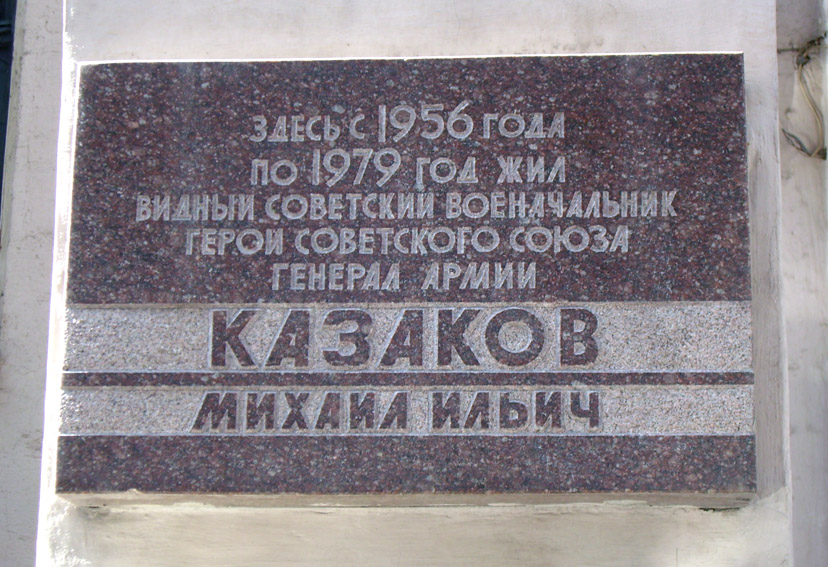 ЗДЕСЬ С 1956 ГОДА
ПО 1979 ГОД ЖИЛ
ВИДНЫЙ СОВЕТСКИЙ ВОЕНАЧАЛЬНИК
ГЕРОЙ СОВЕТСКОГО СОЮЗА
ГЕНЕРАЛ АРМИИ
КАЗАКОВ
МИХАИЛ ИЛЬИЧ